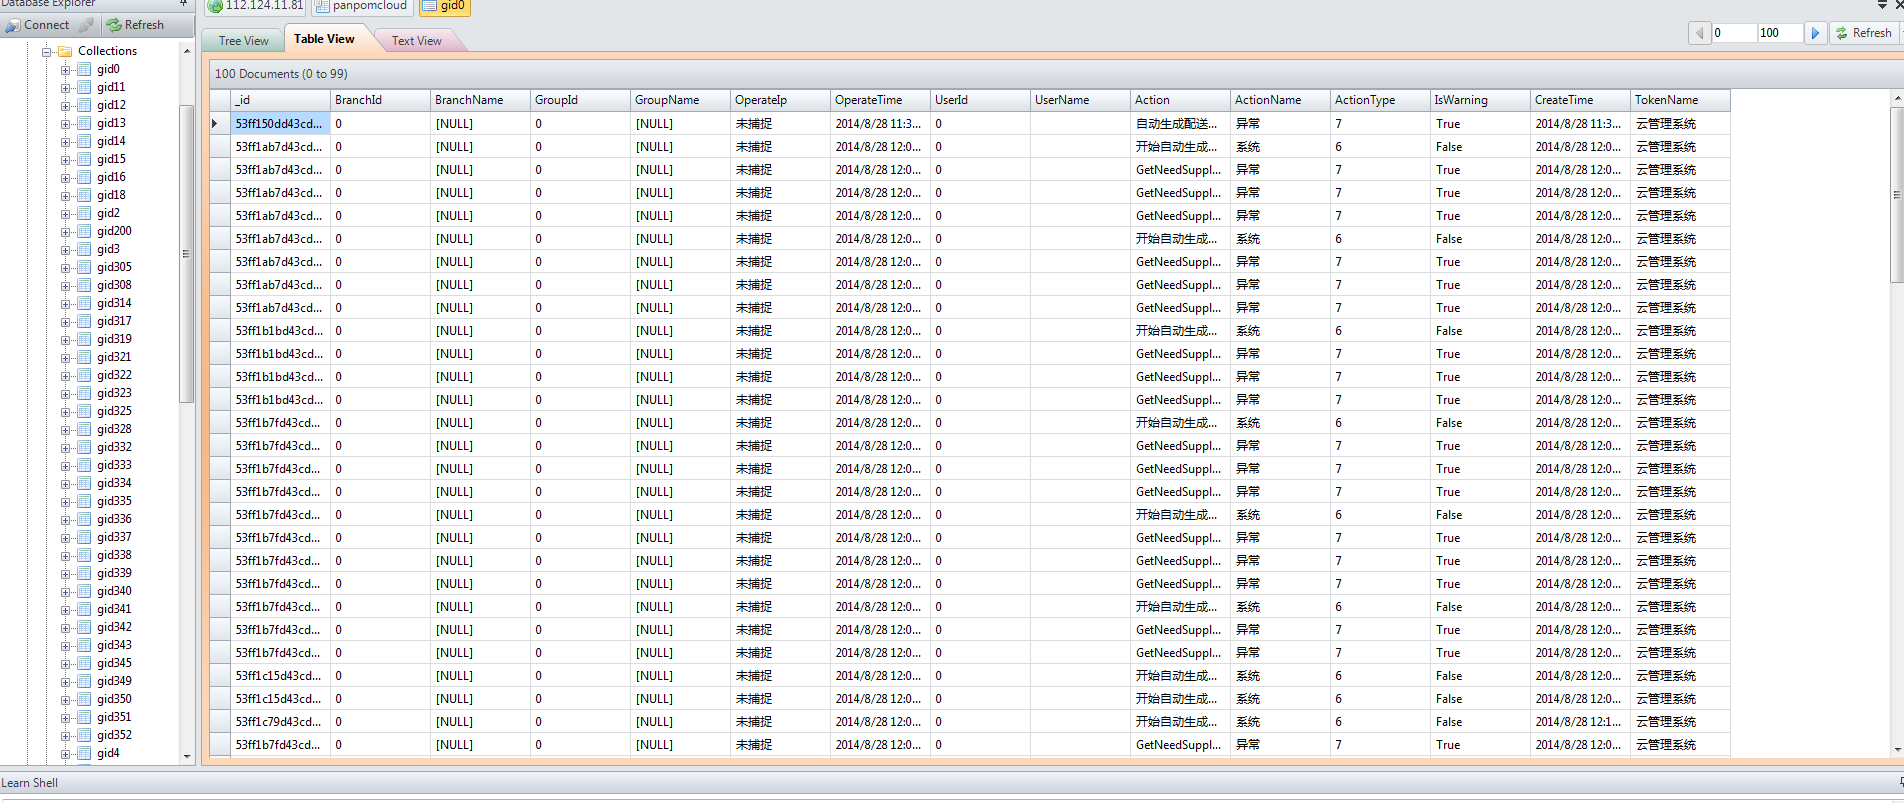 Database Explorer
112.124.11.81 panpomcloud gid0
Connect Refresh
Tree View Table View Text View
0 100 Refresh
Collections
gid0
gid11
gid12
gid13
gid14
gid15
gid16
gid18
gid2
gid200
gid3
gid305
gid308
gid314
gid317
gid319
gid321
gid322
gid323
gid325
gid328
gid332
gid333
gid334
gid335
gid336
gid337
gid338
gid339
gid340
gid341
gid342
gid343
gid345
gid349
gid350
gid351
gid352
gid4
100 Documents (0 to 99)
_id BranchId BranchName GroupId GroupName OperateIp OperateTime UserId UserName Action ActionName ActionType IsWarning CreateTime TokenName
53ff150dd43cd... 0 [NULL] 0 [NULL] 未捕捉 2014/8/28 11:3... 0 自动生成配送... 异常 7 True 2014/8/28 11:3... 云管理系统
53ff1ab7d43cd... 0 [NULL] 0 [NULL] 未捕捉 2014/8/28 12:0... 0 开始自动生成... 系统 6 False 2014/8/28 12:0... 云管理系统
53ff1ab7d43cd... 0 [NULL] 0 [NULL] 未捕捉 2014/8/28 12:0... 0 GetNeedSuppl... 异常 7 True 2014/8/28 12:0... 云管理系统
53ff1ab7d43cd... 0 [NULL] 0 [NULL] 未捕捉 2014/8/28 12:0... 0 GetNeedSuppl... 异常 7 True 2014/8/28 12:0... 云管理系统
53ff1ab7d43cd... 0 [NULL] 0 [NULL] 未捕捉 2014/8/28 12:0... 0 GetNeedSuppl... 异常 7 True 2014/8/28 12:0... 云管理系统
53ff1ab7d43cd... 0 [NULL] 0 [NULL] 未捕捉 2014/8/28 12:0... 0 开始自动生成... 系统 6 False 2014/8/28 12:0... 云管理系统
53ff1ab7d43cd... 0 [NULL] 0 [NULL] 未捕捉 2014/8/28 12:0... 0 GetNeedSuppl... 异常 7 True 2014/8/28 12:0... 云管理系统
53ff1ab7d43cd... 0 [NULL] 0 [NULL] 未捕捉 2014/8/28 12:0... 0 GetNeedSuppl... 异常 7 True 2014/8/28 12:0... 云管理系统
53ff1ab7d43cd... 0 [NULL] 0 [NULL] 未捕捉 2014/8/28 12:0... 0 GetNeedSuppl... 异常 7 True 2014/8/28 12:0... 云管理系统
53ff1b1bd43cd... 0 [NULL] 0 [NULL] 未捕捉 2014/8/28 12:0... 0 开始自动生成... 系统 6 False 2014/8/28 12:0... 云管理系统
53ff1b1bd43cd... 0 [NULL] 0 [NULL] 未捕捉 2014/8/28 12:0... 0 GetNeedSuppl... 异常 7 True 2014/8/28 12:0... 云管理系统
53ff1b1bd43cd... 0 [NULL] 0 [NULL] 未捕捉 2014/8/28 12:0... 0 GetNeedSuppl... 异常 7 True 2014/8/28 12:0... 云管理系统
53ff1b1bd43cd... 0 [NULL] 0 [NULL] 未捕捉 2014/8/28 12:0... 0 GetNeedSuppl... 异常 7 True 2014/8/28 12:0... 云管理系统
53ff1b7fd43cd... 0 [NULL] 0 [NULL] 未捕捉 2014/8/28 12:0... 0 开始自动生成... 系统 6 False 2014/8/28 12:0... 云管理系统
53ff1b7fd43cd... 0 [NULL] 0 [NULL] 未捕捉 2014/8/28 12:0... 0 GetNeedSuppl... 异常 7 True 2014/8/28 12:0... 云管理系统
53ff1b7fd43cd... 0 [NULL] 0 [NULL] 未捕捉 2014/8/28 12:0... 0 GetNeedSuppl... 异常 7 True 2014/8/28 12:0... 云管理系统
53ff1b7fd43cd... 0 [NULL] 0 [NULL] 未捕捉 2014/8/28 12:0... 0 GetNeedSuppl... 异常 7 True 2014/8/28 12:0... 云管理系统
53ff1b7fd43cd... 0 [NULL] 0 [NULL] 未捕捉 2014/8/28 12:0... 0 开始自动生成... 系统 6 False 2014/8/28 12:0... 云管理系统
53ff1b7fd43cd... 0 [NULL] 0 [NULL] 未捕捉 2014/8/28 12:0... 0 GetNeedSuppl... 异常 7 True 2014/8/28 12:0... 云管理系统
53ff1b7fd43cd... 0 [NULL] 0 [NULL] 未捕捉 2014/8/28 12:0... 0 GetNeedSuppl... 异常 7 True 2014/8/28 12:0... 云管理系统
53ff1b7fd43cd... 0 [NULL] 0 [NULL] 未捕捉 2014/8/28 12:0... 0 GetNeedSuppl... 异常 7 True 2014/8/28 12:0... 云管理系统
53ff1b7fd43cd... 0 [NULL] 0 [NULL] 未捕捉 2014/8/28 12:0... 0 开始自动生成... 系统 6 False 2014/8/28 12:0... 云管理系统
53ff1b7fd43cd... 0 [NULL] 0 [NULL] 未捕捉 2014/8/28 12:0... 0 GetNeedSuppl... 异常 7 True 2014/8/28 12:0... 云管理系统
53ff1b7fd43cd... 0 [NULL] 0 [NULL] 未捕捉 2014/8/28 12:0... 0 GetNeedSuppl... 异常 7 True 2014/8/28 12:0... 云管理系统
53ff1c15d43cd... 0 [NULL] 0 [NULL] 未捕捉 2014/8/28 12:0... 0 开始自动生成... 系统 6 False 2014/8/28 12:0... 云管理系统
53ff1c15d43cd... 0 [NULL] 0 [NULL] 未捕捉 2014/8/28 12:0... 0 开始自动生成... 系统 6 False 2014/8/28 12:0... 云管理系统
53ff1c79d43cd... 0 [NULL] 0 [NULL] 未捕捉 2014/8/28 12:0... 0 开始自动生成... 系统 6 False 2014/8/28 12:1... 云管理系统
53ff1b7fd43cd... 0 [NULL] 0 [NULL] 未捕捉 2014/8/28 12:0... 0 GetNeedSuppl... 异常 7 True 2014/8/28 12:0... 云管理系统
Learn Shell